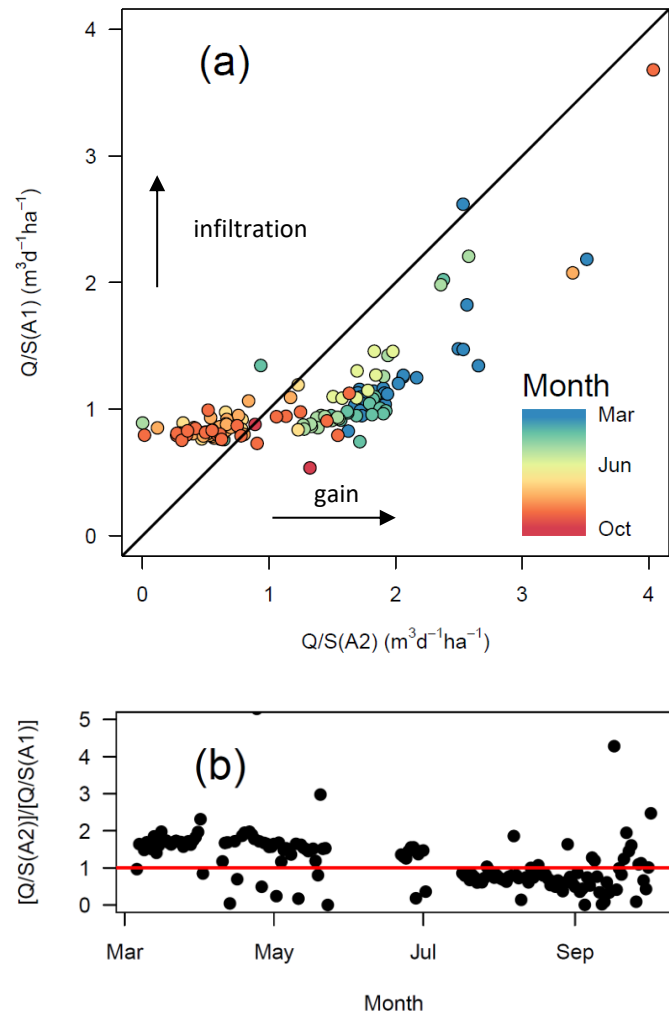 4
(a)
3
infiltration
2
Q/S(A1) (m³d⁻¹ha⁻¹)
Month
Mar
1
Jun
gain
0
Oct
0 1 2 3 4
Q/S(A2) (m³d⁻¹ha⁻¹)
5
(b)
4
3
2
1
0
[Q/S(A2)]/[Q/S(A1)]
Mar May Jul Sep
Month